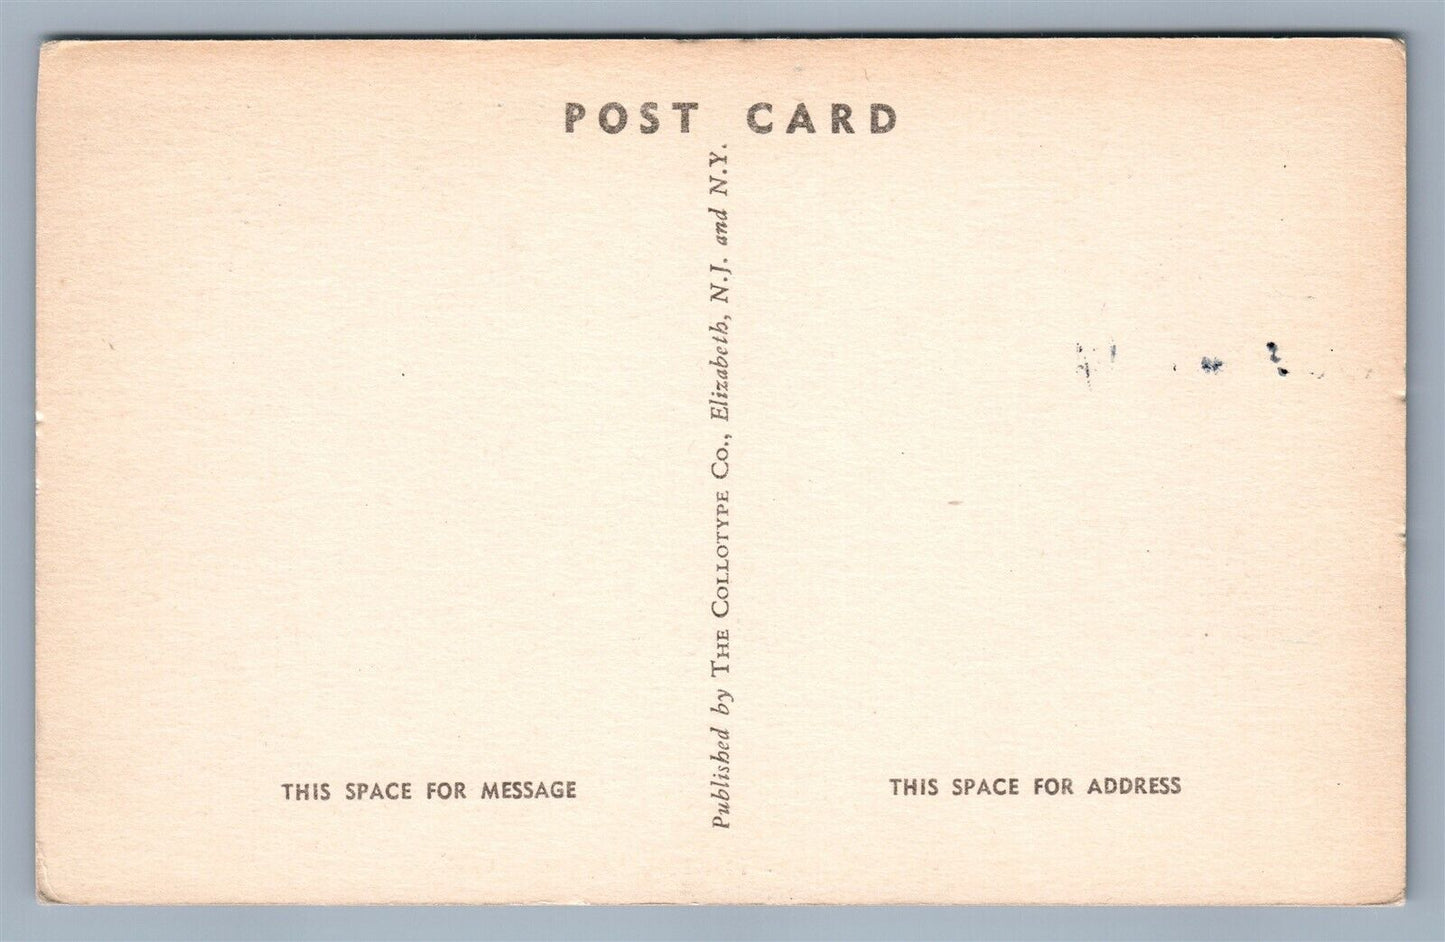 POST CARD
Published by THE COLLOTYPE CO., Elizabeth, N.J. and N.Y.
THIS SPACE FOR MESSAGE
THIS SPACE FOR ADDRESS